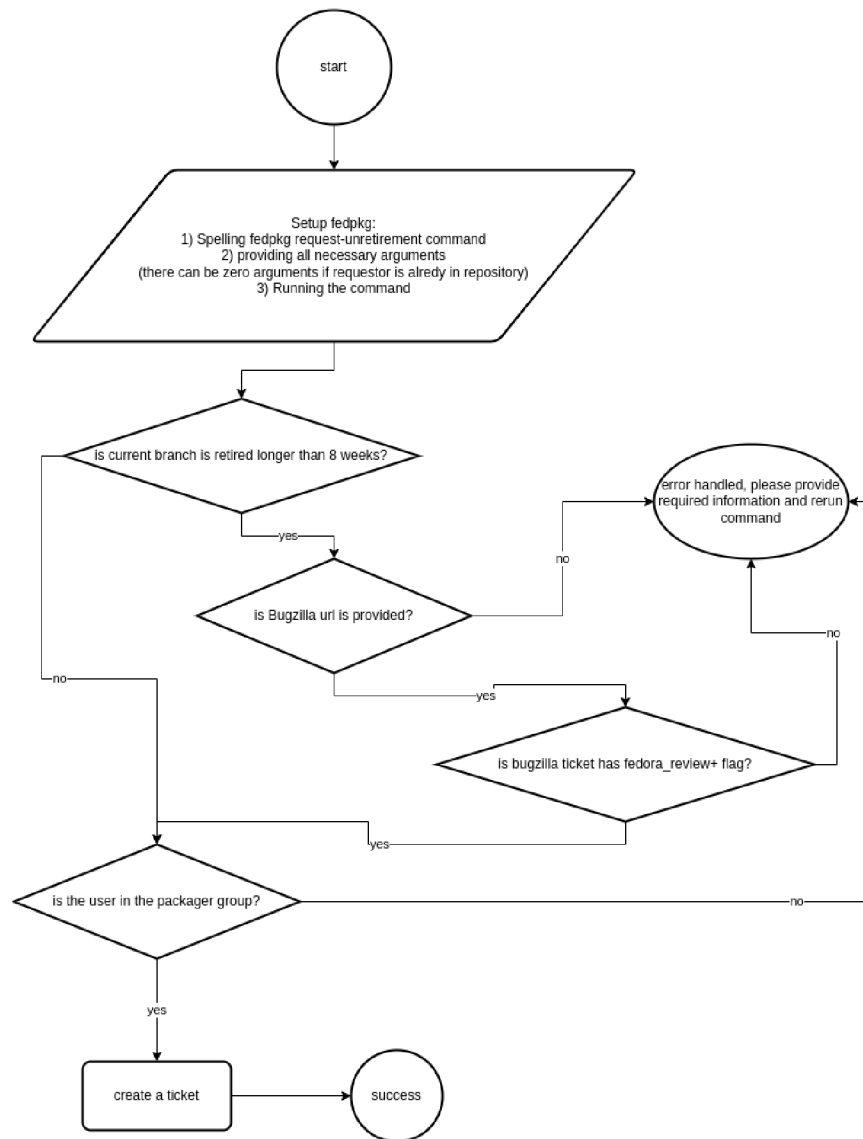 start
Setup fedpkg:
1) Spelling fedpkg request-unretirement command
2) providing all necessary arguments
(there can be zero arguments if requestor is alredy in repository)
3) Running the command
is current branch is retired longer than 8 weeks?
error handled, please provide
required information and rerun
command
yes
no
is Bugzilla url is provided?
no
no
yes
is bugzilla ticket has fedora_review+ flag?
yes
is the user in the packager group?
no
yes
create a ticket
success